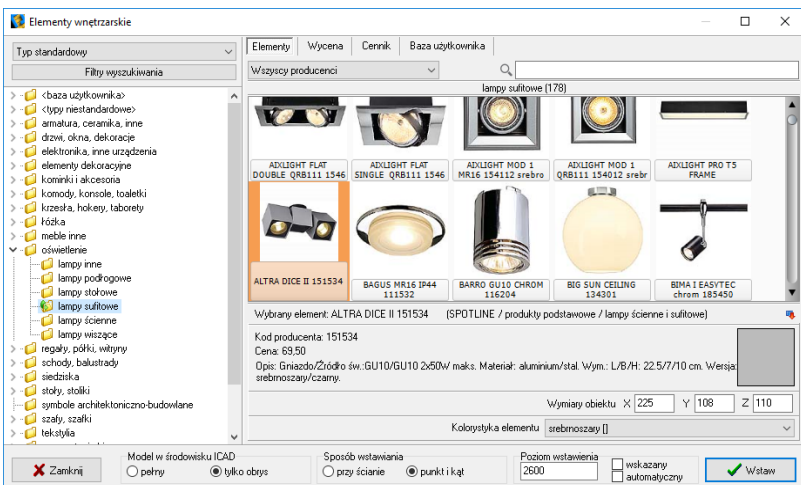 Elementy wnętrzarskie
Typ standardowy
Filtry wyszukiwania
<baza użytkownika>
<typy niestandardowe>
armatura, ceramika, inne
drzwi, okna, dekoracje
elektronika, inne urządzenia
elementy dekoracyjne
kominki i akcesoria
komody, konsole, toaletki
krzesła, hokery, taborety
łóżka
meble inne
oświetlenie
lampy inne
lampy podłogowe
lampy stołowe
lampy sufitowe
lampy ścienne
lampy wiszące
regały, półki, witryny
schody, balustrady
siedziska
stoły, stoliki
symbole architektoniczno-budowlane
szafy, szafki
tekstylia
Elementy Wycena Cennik Baza użytkownika
Wszyscy producenci
lampy sufitowe (178)
AIXLIGHT FLAT DOUBLE QRB111 1546
AIXLIGHT FLAT SINGLE QRB111 1546
AIXLIGHT MOD 1 MR16 154112 srebro
AIXLIGHT MOD 1 QRB111 154012 srebr
AIXLIGHT PRO T5 FRAME
ALTRA DICE II 151534
BAGUS MR16 IP44 111532
BARRO GU10 CHROM 116204
BIG SUN CEILING 134301
BIMA I EASYTEC chrom 185450
Wybrany element: ALTRA DICE II 151534 (SPOTLINE / produkty podstawowe / lampy ścienne i sufitowe)
Kod producenta: 151534
Cena: 69,50
Opis: Gniazdo/Źródło św.:GU10/GU10 2x50W maks. Materiał: aluminium/stal. Wym.: L/B/H: 22.5/7/10 cm. Wersja:
srebrnoszary/czarny.
Wymiary obiektu X 225 Y 108 Z 110
Kolorystyka elementu srebrnoszary []
Zamknij
Model w środowisku ICAD
pełny tylko obrys
Sposób wstawiania
przy ścianie punkt i kąt
Poziom wstawienia
2600
wskazany
automatyczny
Wstaw